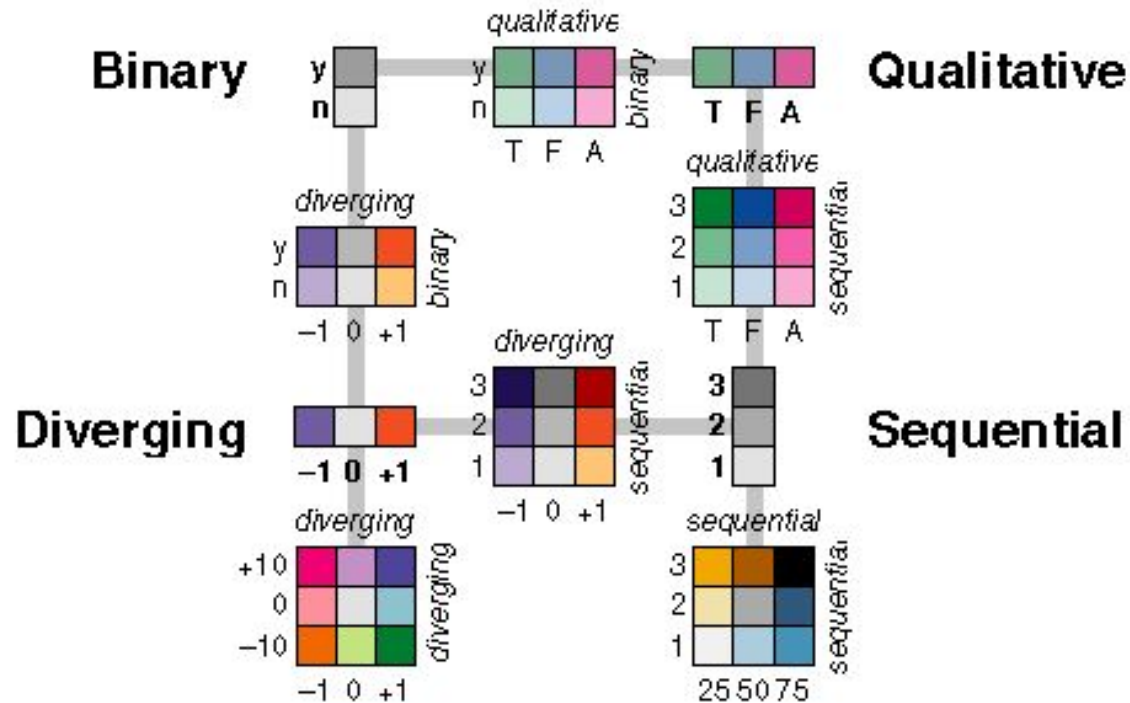 qualitative
Binary y y binary Qualitative
n n
T F A T F A
qualitative
diverging 3 sequential
y binary 2
n 1
–1 0 +1 T F A
diverging
3 sequential 3
Diverging 2 2 Sequential
–1 0 +1 1 1
–1 0 +1
diverging sequential
+10 diverging 3 sequential
0 2
–10 1
–1 0 +1 25 50 75